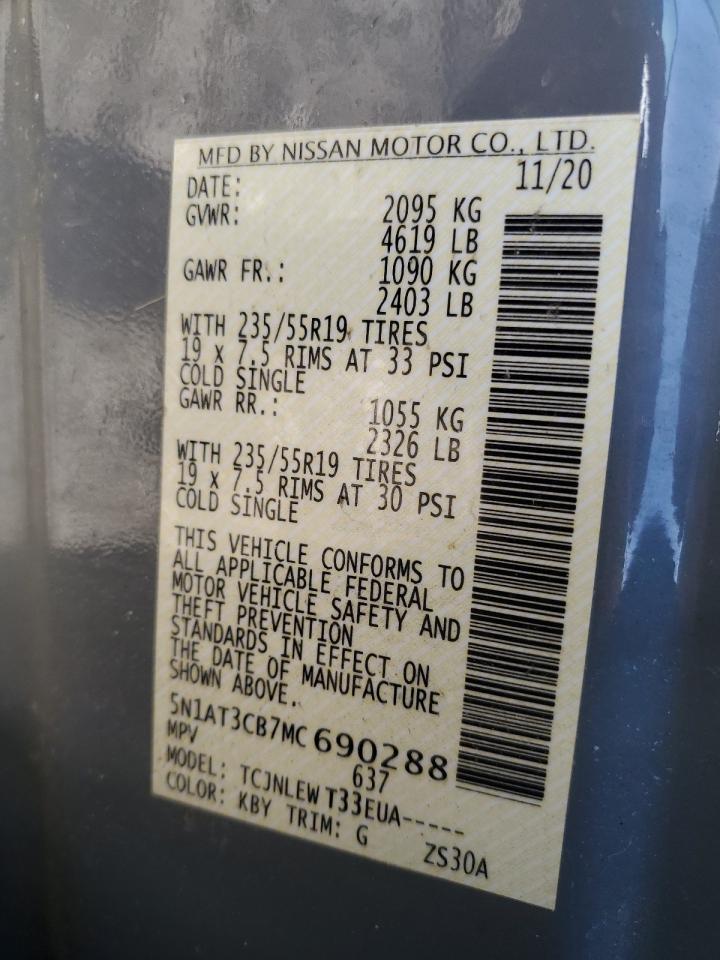 MFD BY NISSAN MOTOR CO., LTD.
DATE: 11/20
GVWR: 2095 KG
4619 LB
GAWR FR.: 1090 KG
2403 LB
WITH 235/55R19 TIRES
19 x 7.5 RIMS AT 33 PSI
COLD SINGLE
GAWR RR.: 1055 KG
2326 LB
WITH 235/55R19 TIRES
19 x 7.5 RIMS AT 30 PSI
COLD SINGLE
THIS VEHICLE CONFORMS TO
ALL APPLICABLE FEDERAL
MOTOR VEHICLE SAFETY AND
THEFT PREVENTION
STANDARDS IN EFFECT ON
THE DATE OF MANUFACTURE
SHOWN ABOVE.
5N1AT3CB7MC690288
MPV 637
MODEL: TCJNLEWT33EUA-----
COLOR: KBY TRIM: G ZS30A